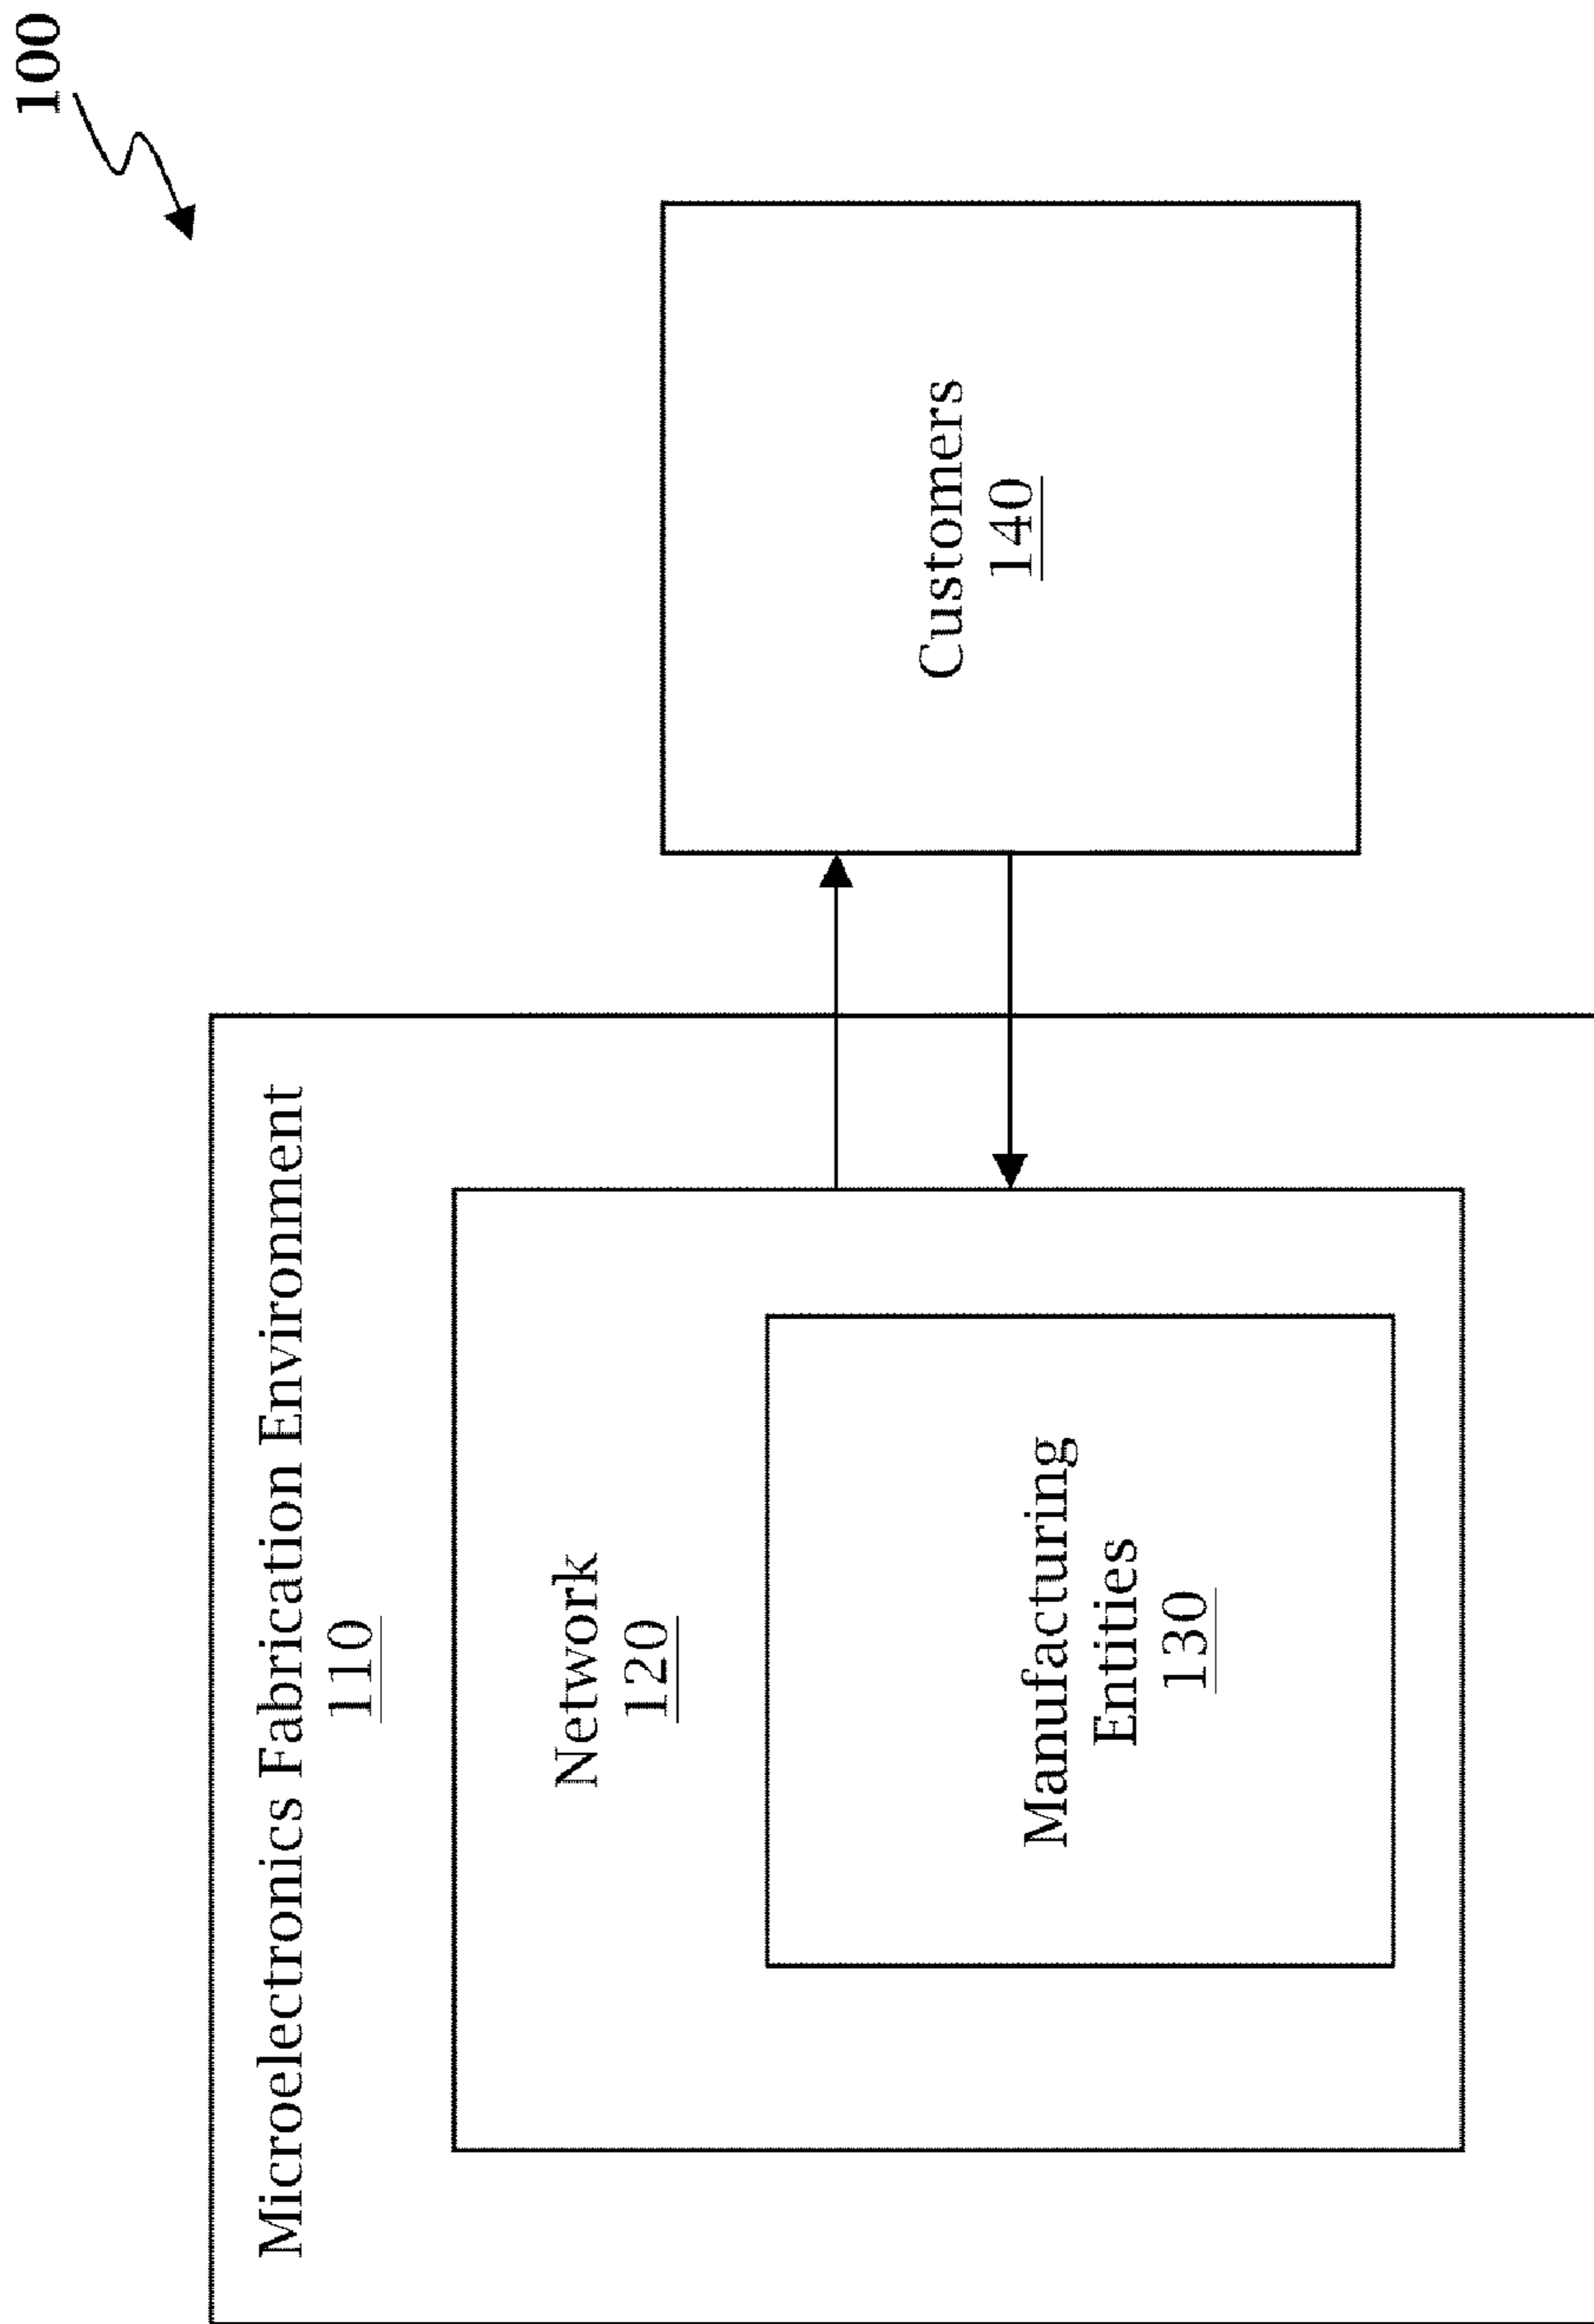 100
Microelectronics Fabrication Environment
110
Network
120
Manufacturing
Entities
130
Customers
140